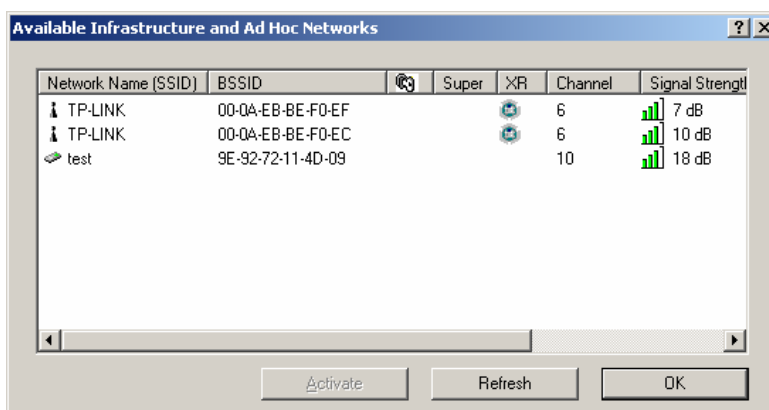 Available Infrastructure and Ad Hoc Networks
Network Name (SSID) BSSID Super XR Channel Signal Strengtl
TP-LINK 00-0A-EB-BE-F0-EF 6 7 dB
TP-LINK 00-0A-EB-BE-F0-EC 6 10 dB
test 9E-92-72-11-4D-09 10 18 dB
Activate Refresh OK